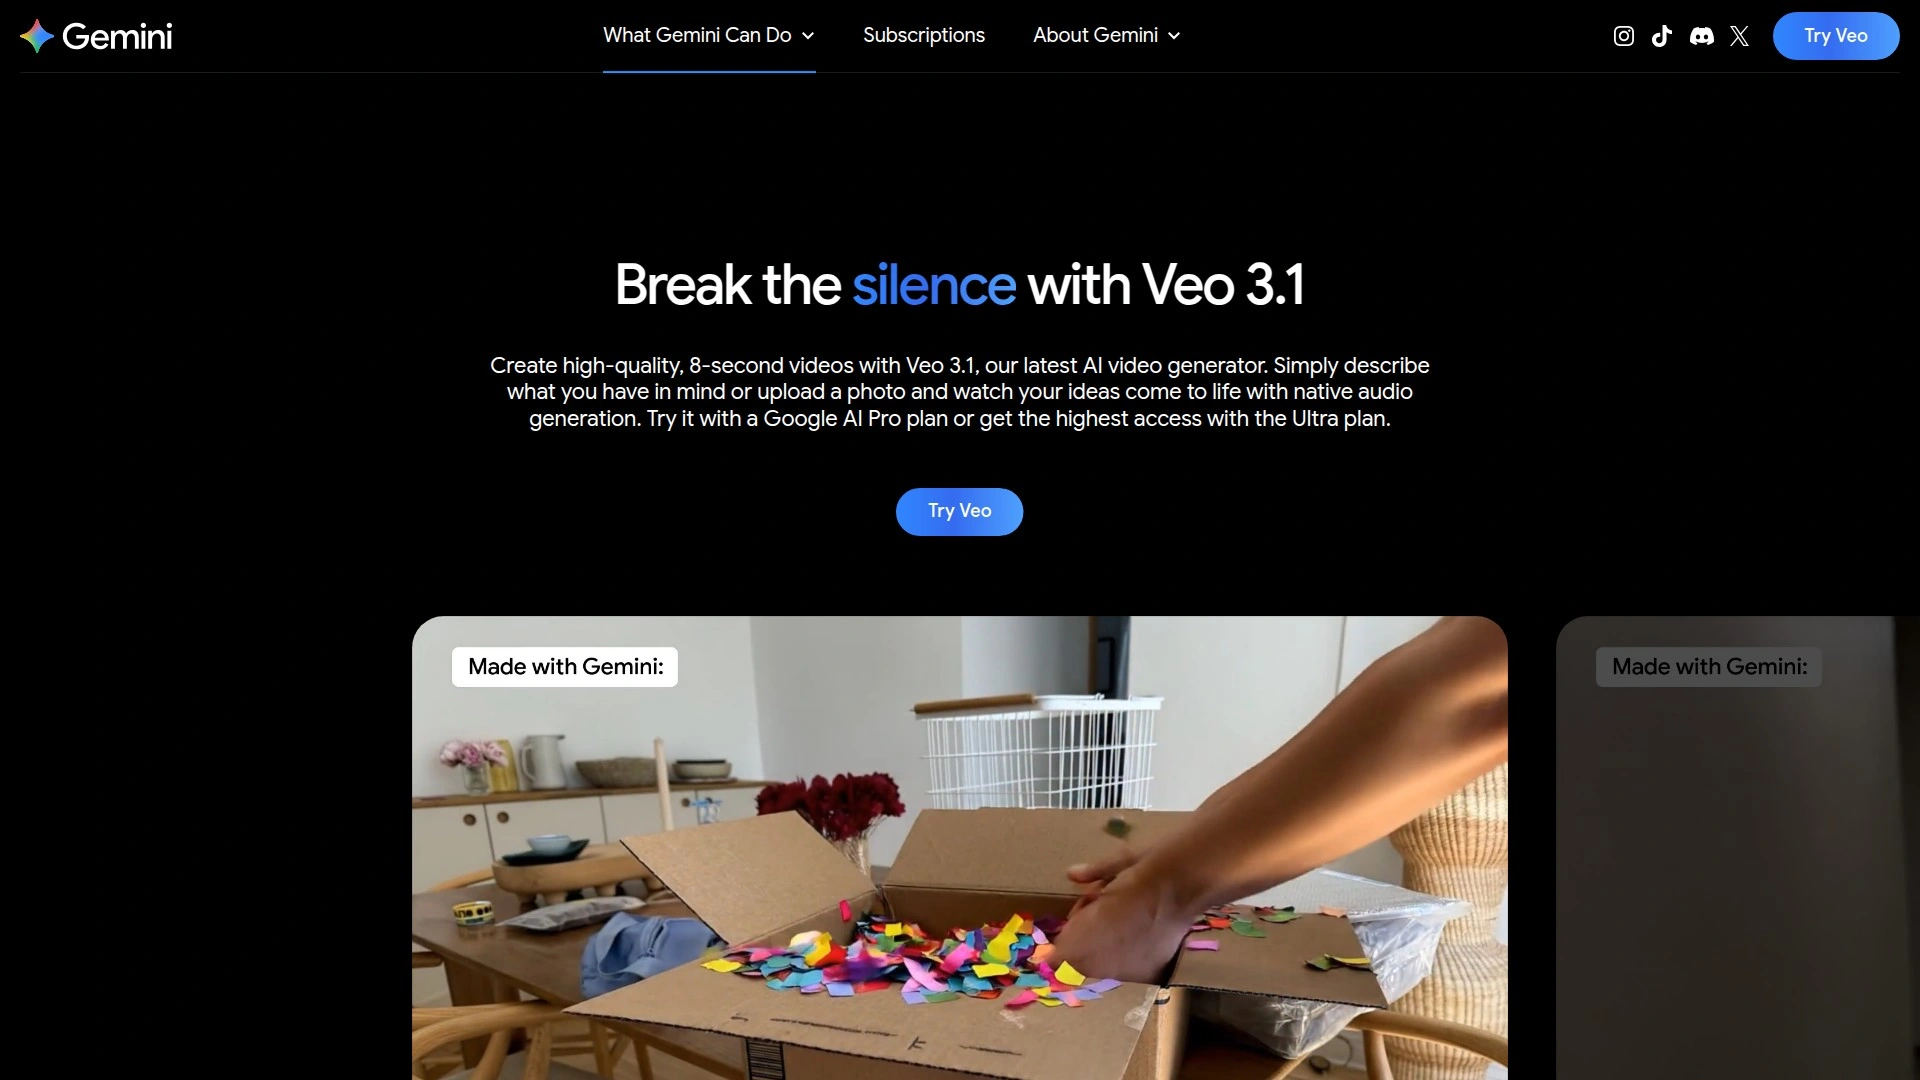 Gemini
What Gemini Can Do
Subscriptions
About Gemini
Try Veo
Break the silence with Veo 3.1
Create high-quality, 8-second videos with Veo 3.1, our latest AI video generator. Simply describe
what you have in mind or upload a photo and watch your ideas come to life with native audio
generation. Try it with a Google AI Pro plan or get the highest access with the Ultra plan.
Try Veo
Made with Gemini:
Made with Gemini: